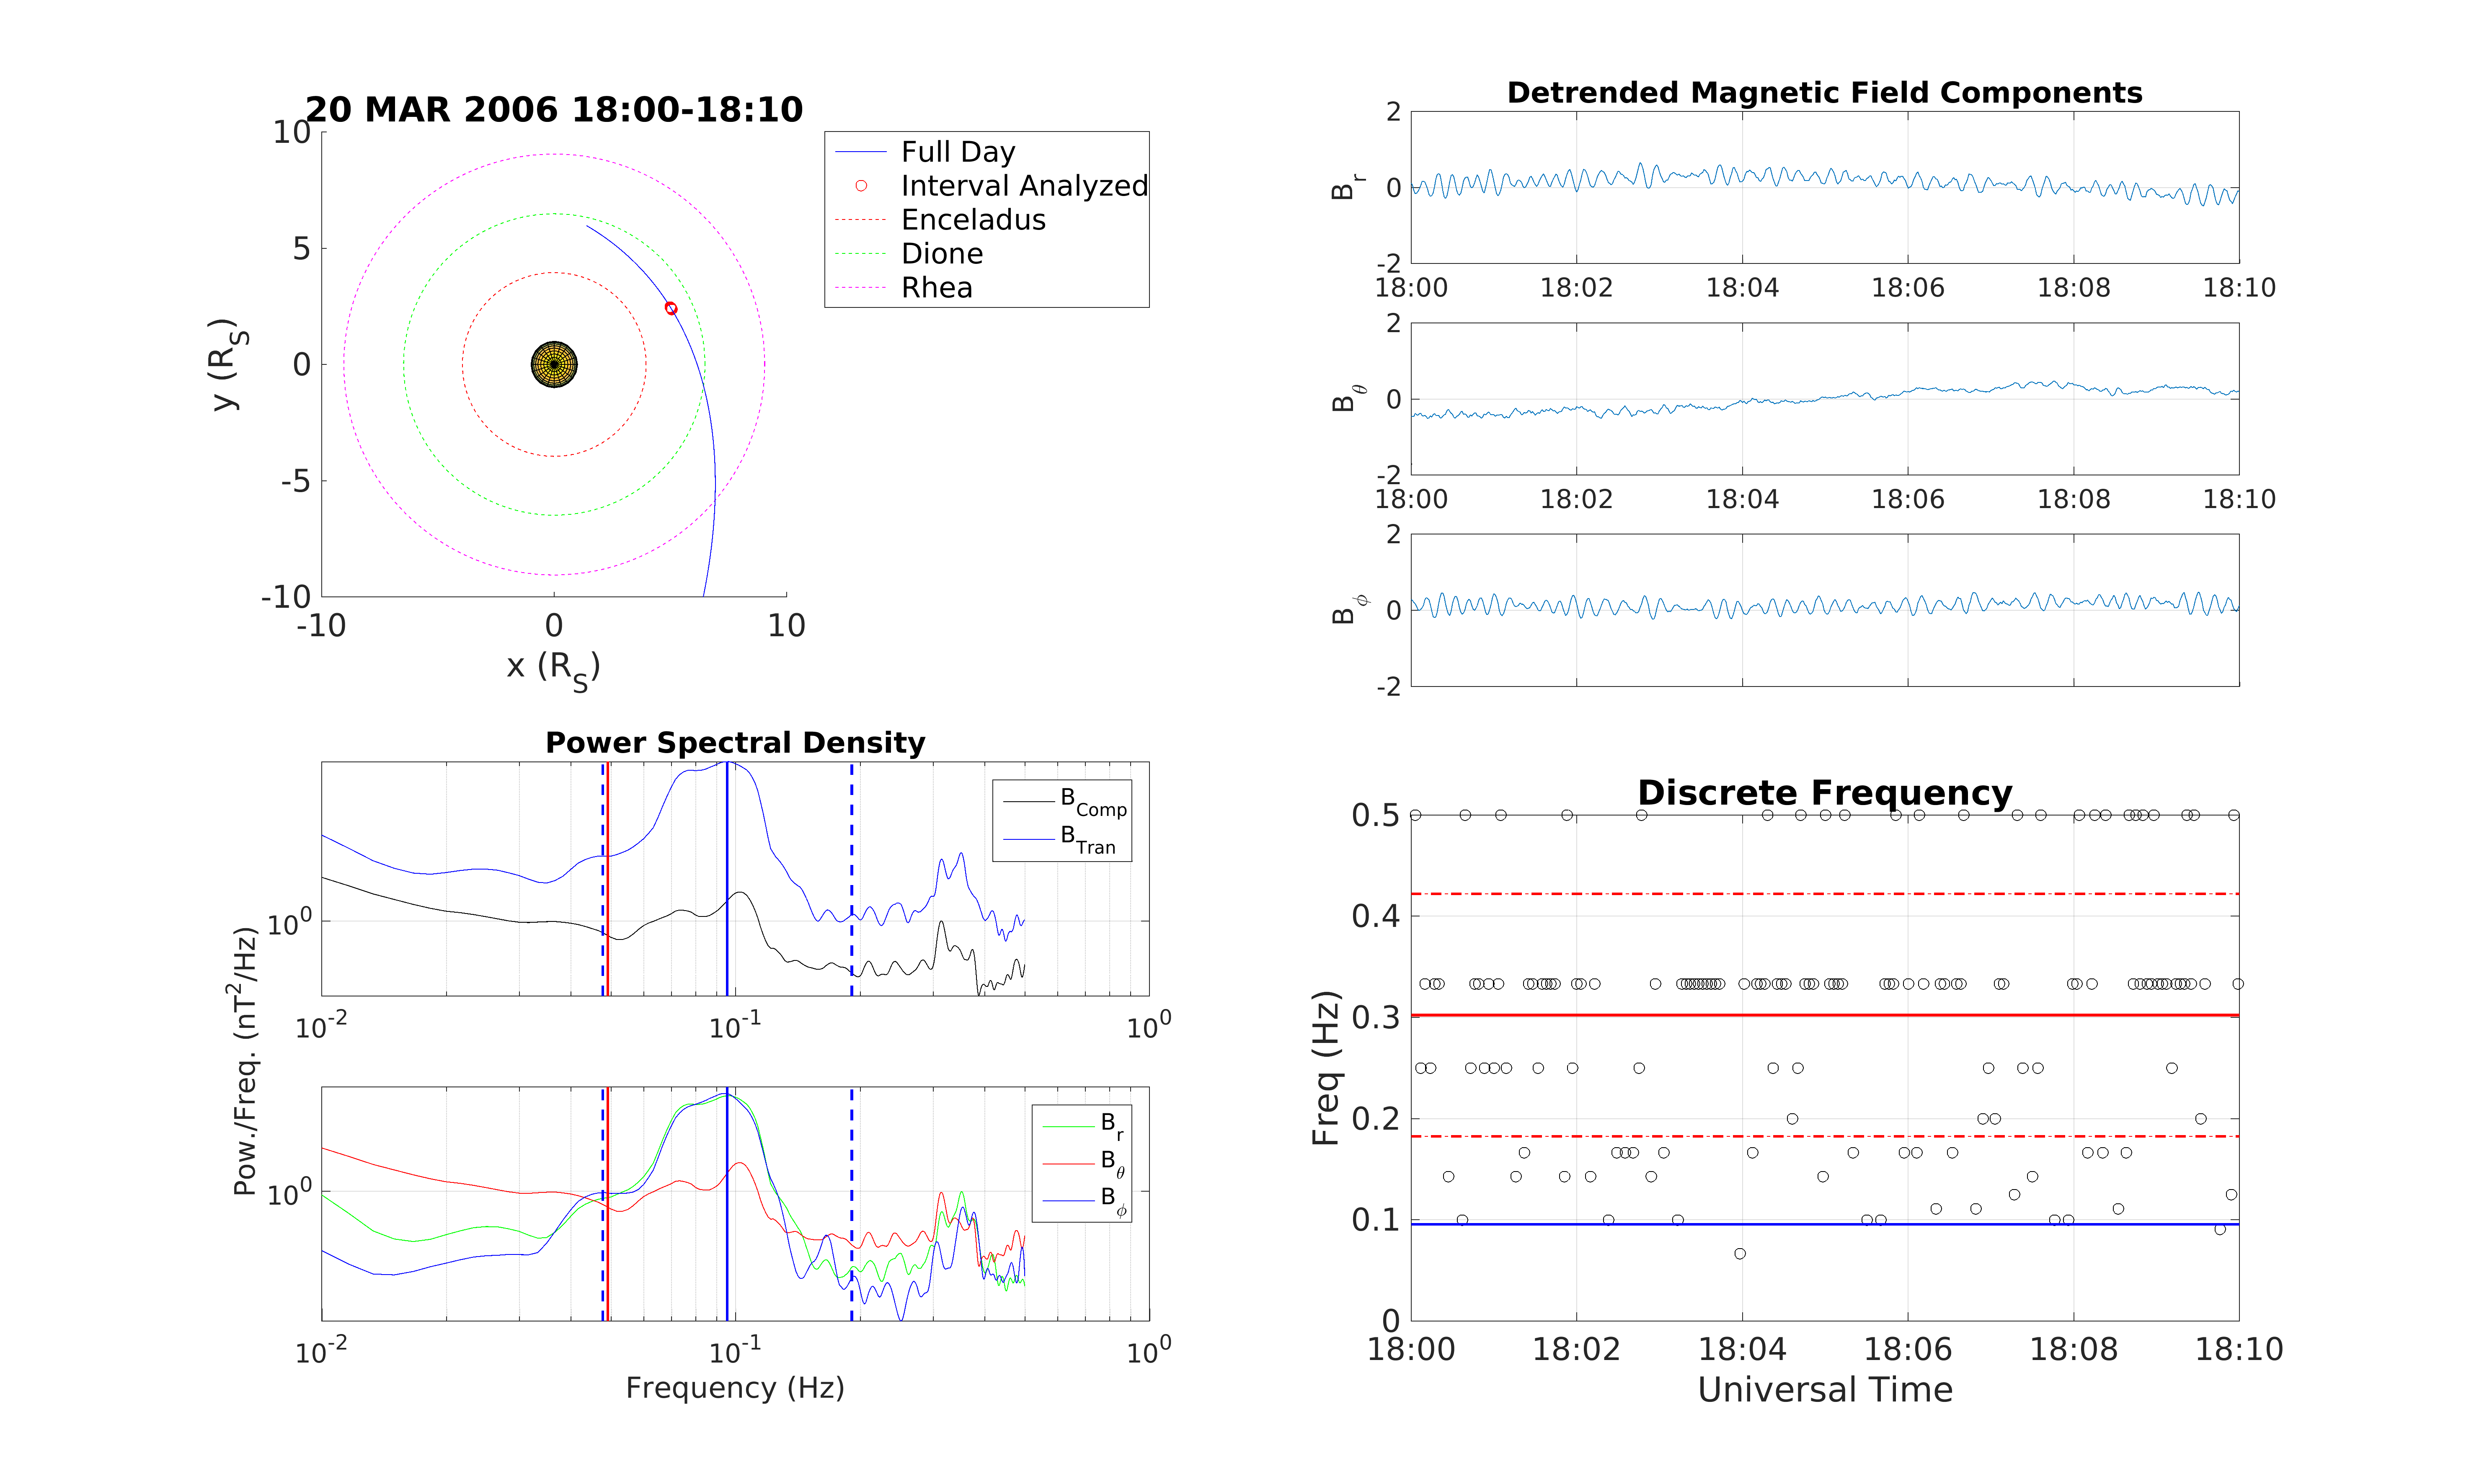 20 MAR 2006 18:00-18:10
10
5
0
-5
-10
-10 0 10
y (R_S)
x (R_S)
Full Day
Interval Analyzed
Enceladus
Dione
Rhea
Detrended Magnetic Field Components
2
0
-2
B_r
18:00 18:02 18:04 18:06 18:08 18:10
2
0
-2
B_θ
18:00 18:02 18:04 18:06 18:08 18:10
2
0
-2
B_ϕ
Power Spectral Density
10^0
B_Comp
B_Tran
10^-2 10^-1 10^0
Pow./Freq. (nT^2/Hz)
10^0
B_r
B_θ
B_ϕ
10^-2 10^-1 10^0
Frequency (Hz)
Discrete Frequency
0.5
0.4
0.3
0.2
0.1
0
Freq (Hz)
18:00 18:02 18:04 18:06 18:08 18:10
Universal Time